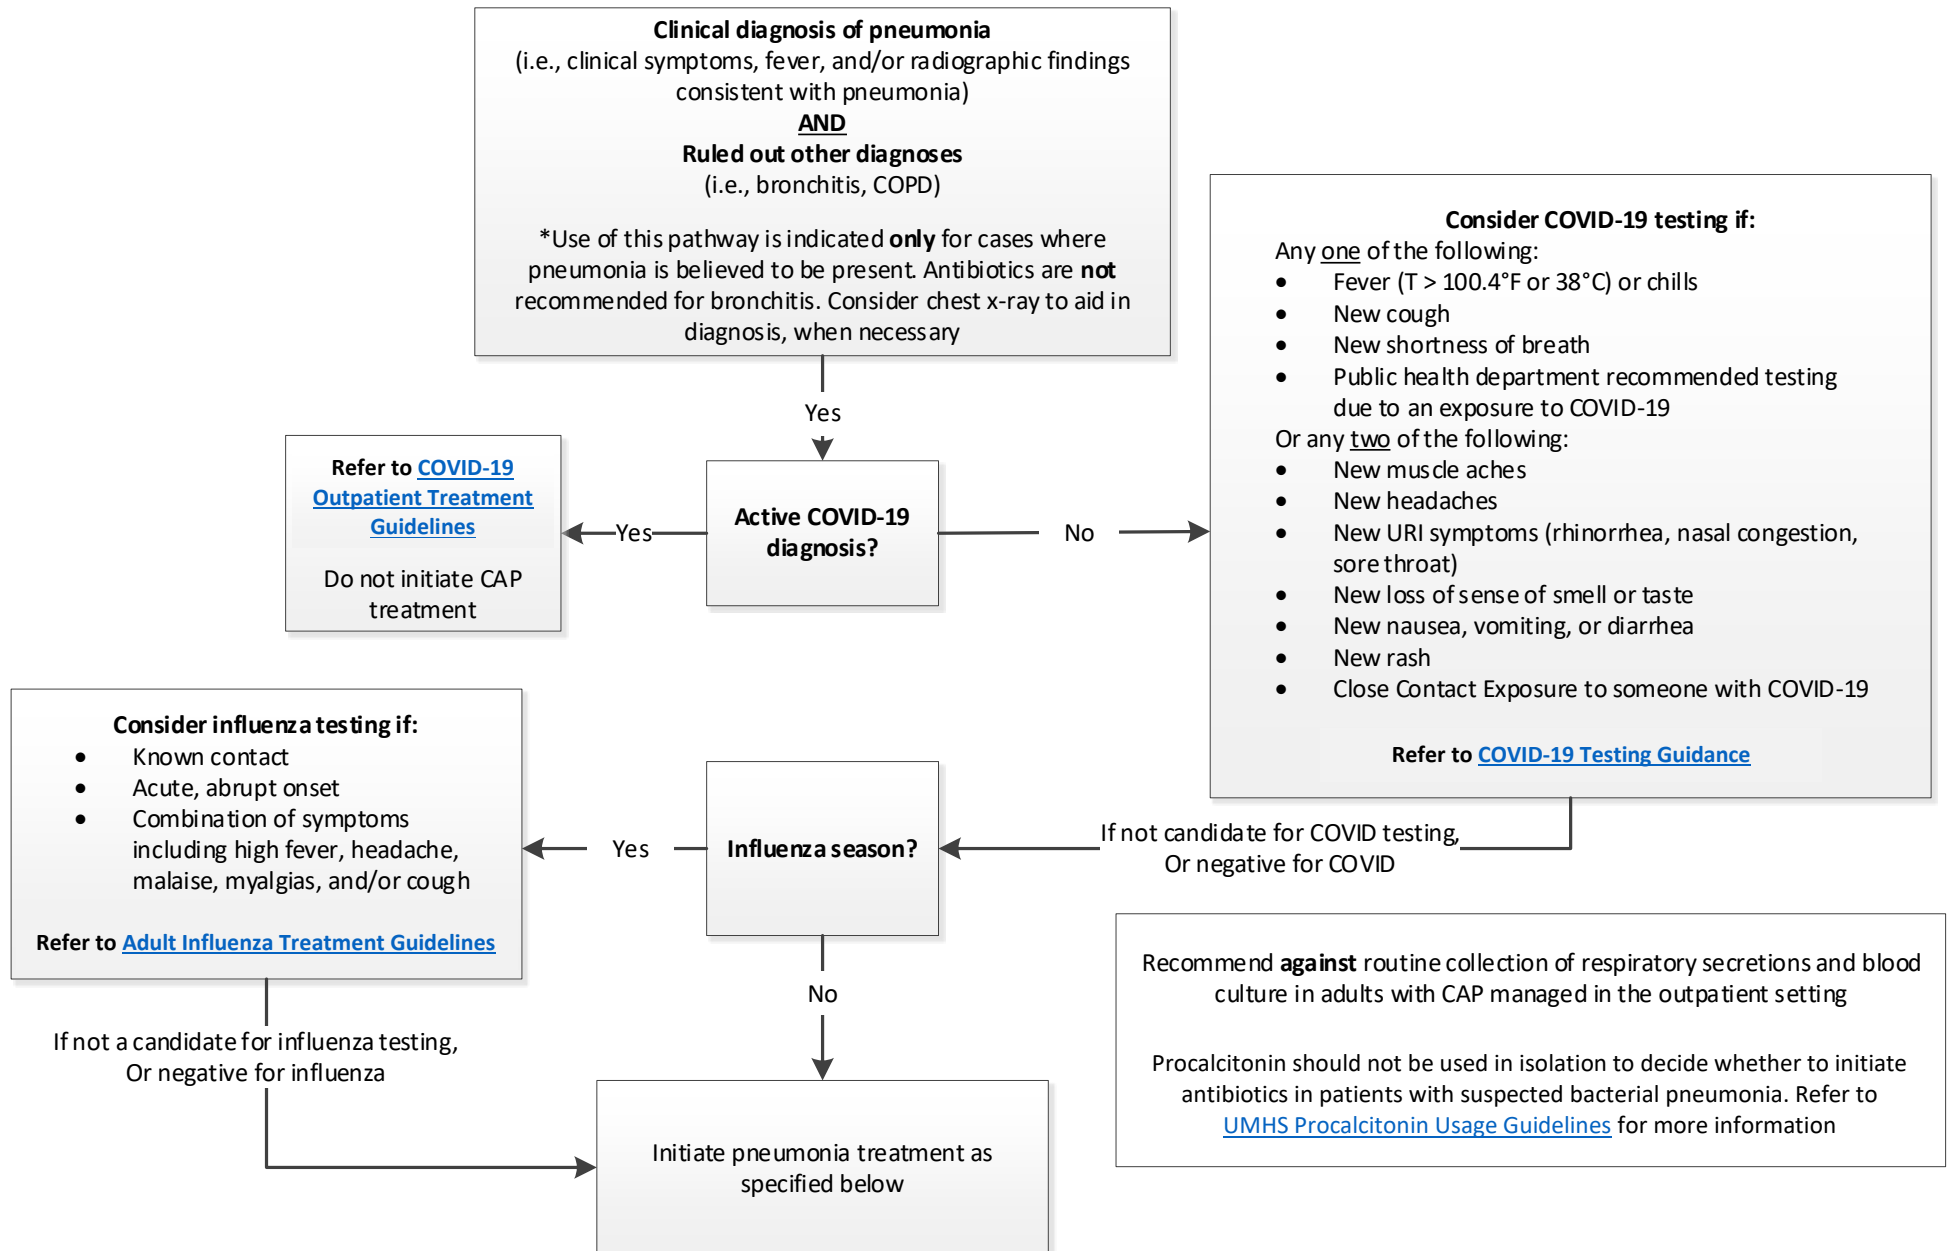 Clinical diagnosis of pneumonia
(i.e., clinical symptoms, fever, and/or radiographic findings
consistent with pneumonia)
AND
Ruled out other diagnoses
(i.e., bronchitis, COPD)
*Use of this pathway is indicated only for cases where
pneumonia is believed to be present. Antibiotics are not
recommended for bronchitis. Consider chest x-ray to aid in
diagnosis, when necessary
Yes
Active COVID-19
diagnosis?
Yes
Refer to COVID-19
Outpatient Treatment
Guidelines
Do not initiate CAP
treatment
No
Consider COVID-19 testing if:
Any one of the following:
• Fever (T > 100.4°F or 38°C) or chills
• New cough
• New shortness of breath
• Public health department recommended testing
due to an exposure to COVID-19
Or any two of the following:
• New muscle aches
• New headaches
• New URI symptoms (rhinorrhea, nasal congestion,
sore throat)
• New loss of sense of smell or taste
• New nausea, vomiting, or diarrhea
• New rash
• Close Contact Exposure to someone with COVID-19
Refer to COVID-19 Testing Guidance
If not candidate for COVID testing,
Or negative for COVID
Influenza season?
Yes
Consider influenza testing if:
• Known contact
• Acute, abrupt onset
• Combination of symptoms
including high fever, headache,
malaise, myalgias, and/or cough
Refer to Adult Influenza Treatment Guidelines
If not a candidate for influenza testing,
Or negative for influenza
No
Initiate pneumonia treatment as
specified below
Recommend against routine collection of respiratory secretions and blood
culture in adults with CAP managed in the outpatient setting
Procalcitonin should not be used in isolation to decide whether to initiate
antibiotics in patients with suspected bacterial pneumonia. Refer to
UMHS Procalcitonin Usage Guidelines for more information